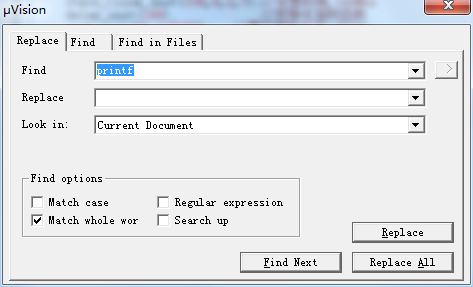 μVision
Replace Find Find in Files
Find printf
Replace
Look in: Current Document
Find options
Match case Regular expression
Match whole wor Search up
Replace
Find Next Replace All